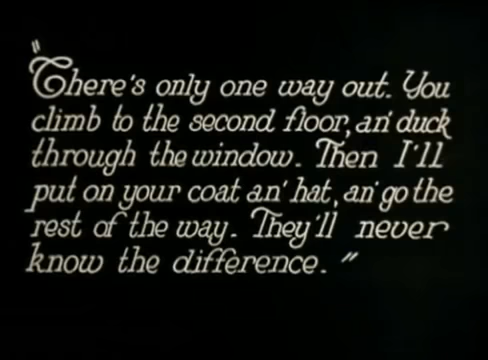 "There's only one way out. You
climb to the second floor, an' duck
through the window. Then I'll
put on your coat an' hat, an' go the
rest of the way. They'll never
know the difference."